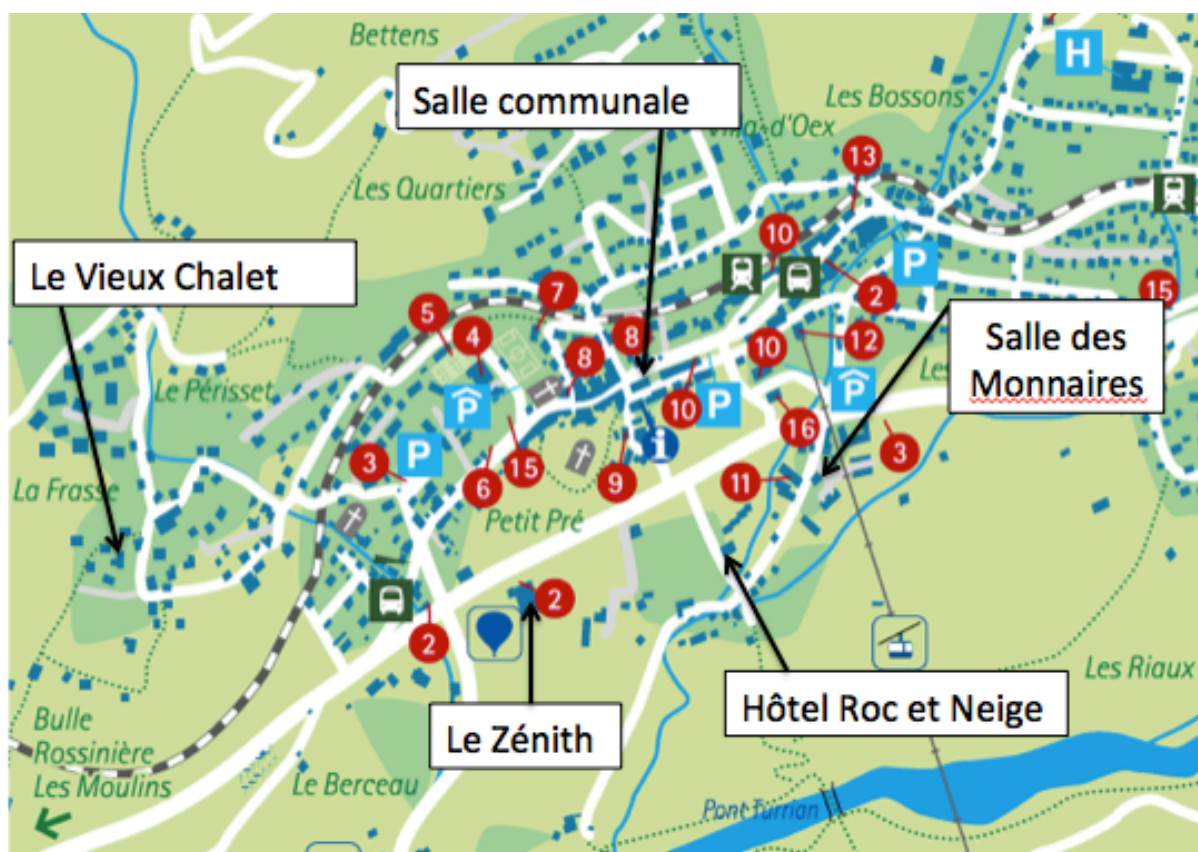 Bettens
H
Salle communale
Les Bossons
Villa-d'Oex
13
Les Quartiers
10
Le Vieux Chalet
P
7
2
15
5
4
8
8
12
Salle des
Monnaires
Le Périsset
10
Les
P
10
P
P
16
3
P
15
i
3
La Frasse
6
9
11
Petit Pré
2
2
Les Riaux
Hôtel Roc et Neige
Le Zénith
Bulle
Rossinière
Les Moulins
Le Berceau
Pont Turrian